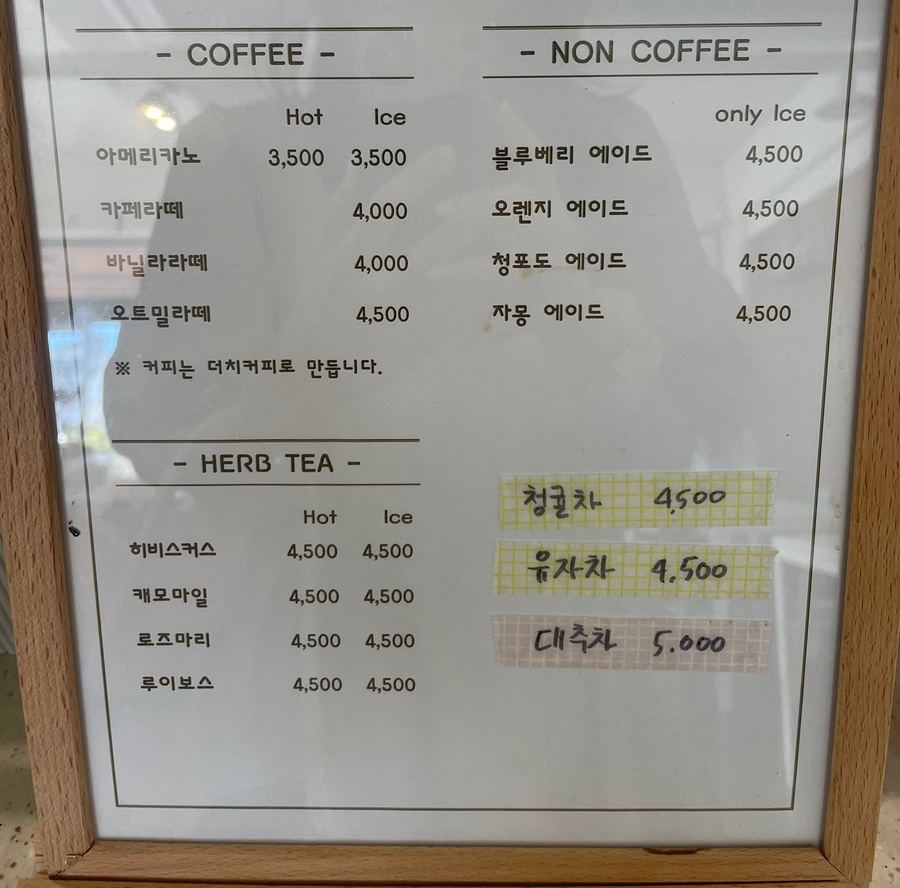 - COFFEE -
Hot Ice
아메리카노 3,500 3,500
카페라떼 4,000
바닐라라떼 4,000
오트밀라떼 4,500
※ 커피는 더치커피로 만듭니다.
- NON COFFEE -
only Ice
블루베리 에이드 4,500
오렌지 에이드 4,500
청포도 에이드 4,500
자몽 에이드 4,500
- HERB TEA -
Hot Ice
히비스커스 4,500 4,500
캐모마일 4,500 4,500
로즈마리 4,500 4,500
루이보스 4,500 4,500
청귤차 4,500
유자차 4,500
대추차 5.000